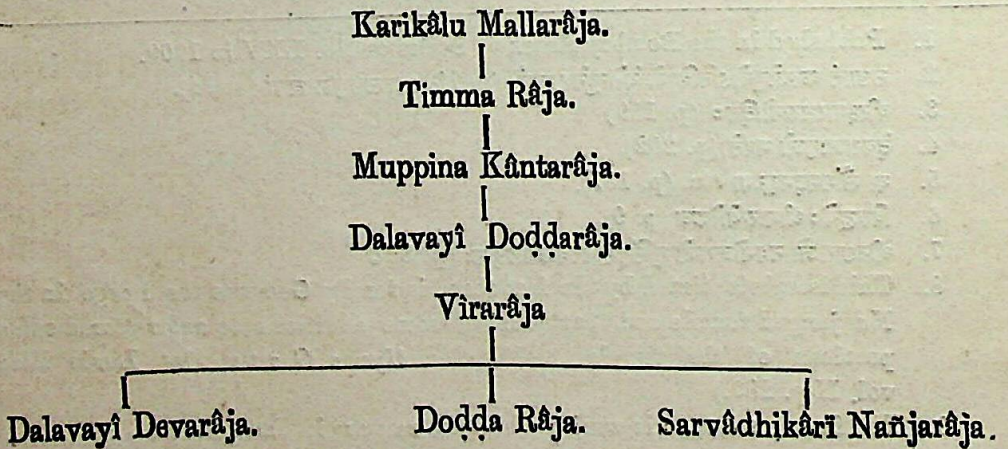 Karikâlu Mallarâja.
Timma Râja.
Muppina Kântarâja.
Dalavayî Doḍḍarâja.
Vîrarâja
Dalavayî Devarâja. Doḍḍa Râja. Sarvâdhikârî Nañjarâja.